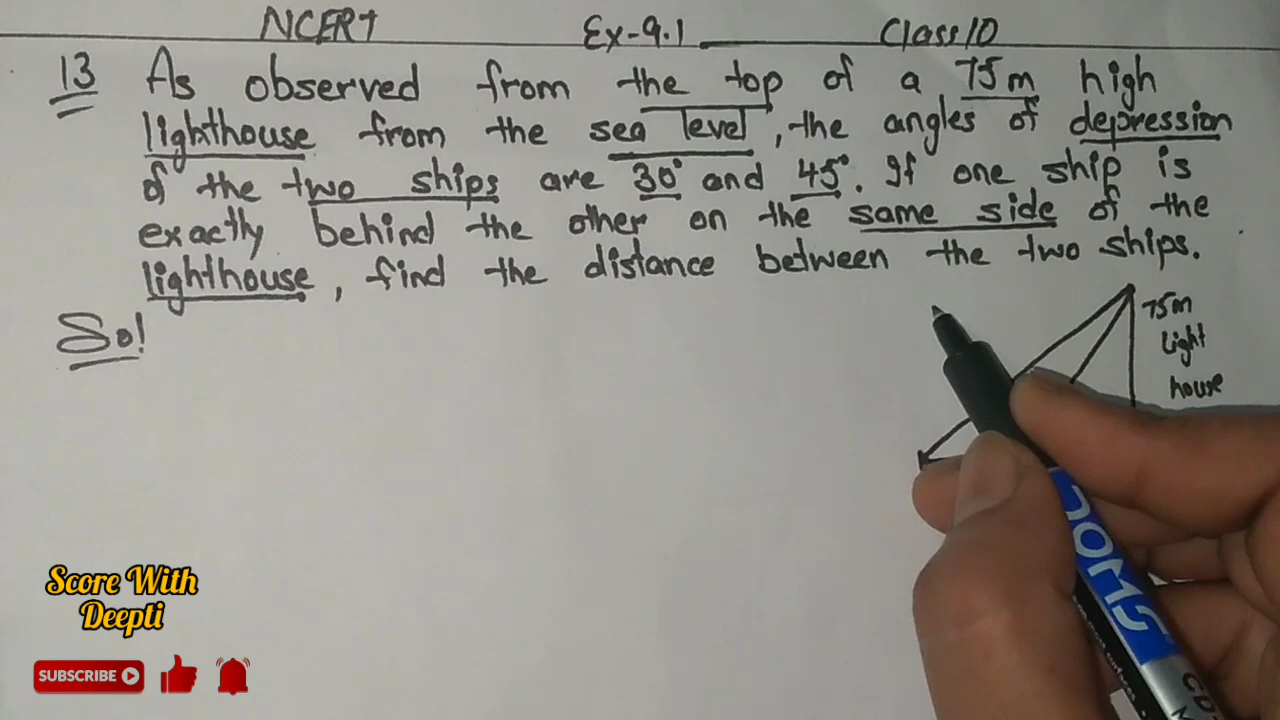 NCERT Ex-9.1 Class 10
13 As observed from the top of a 75m high
lighthouse from the sea level, the angles of depression
of the two ships are 30° and 45°. If one ship is
exactly behind the other on the same side of the
lighthouse, find the distance between the two ships.
Sol
75m
light
house
Score With
Deepti
SUBSCRIBE
DOMS